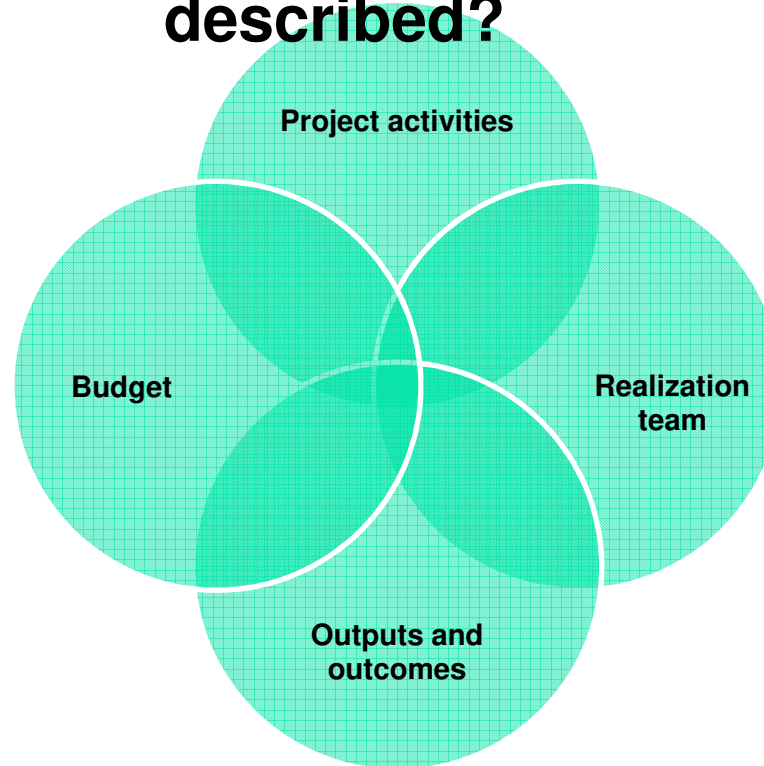 described?
Project activities
Budget
Realization
team
Outputs and
outcomes